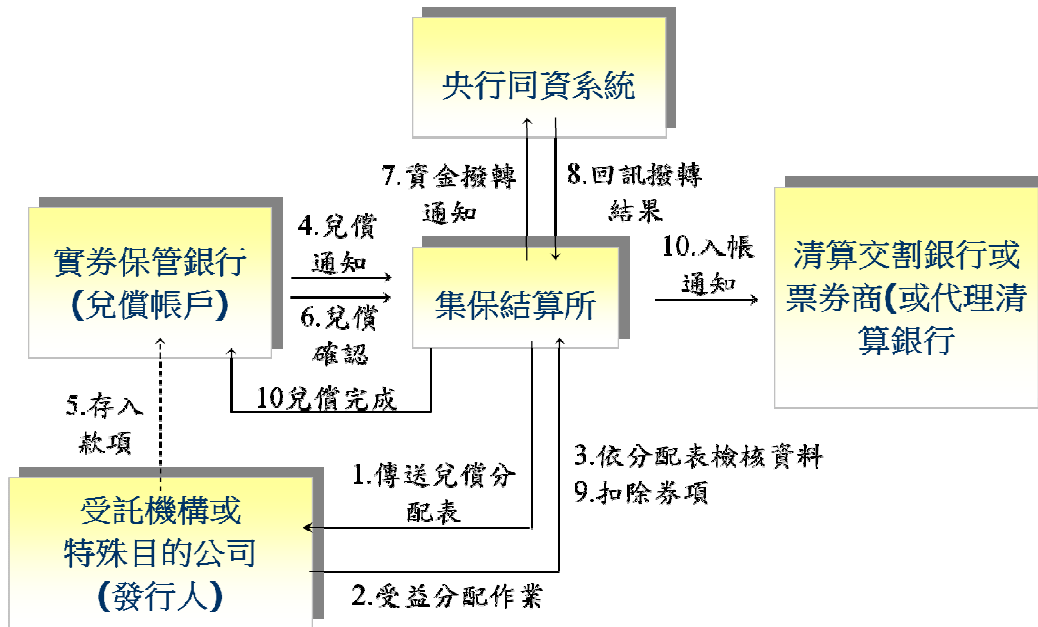 央行同資系統
7.資金撥轉
通知
8.回訊撥轉
結果
實券保管銀行
(兌償帳戶)
4.兌償
通知
6.兌償
確認
集保結算所
10.入帳
通知
清算交割銀行或
票券商(或代理清
算銀行
10兌償完成
5.存入
款項
1.傳送兌償分
配表
3.依分配表檢核資料
9.扣除券項
受託機構或
特殊目的公司
(發行人)
2.受益分配作業